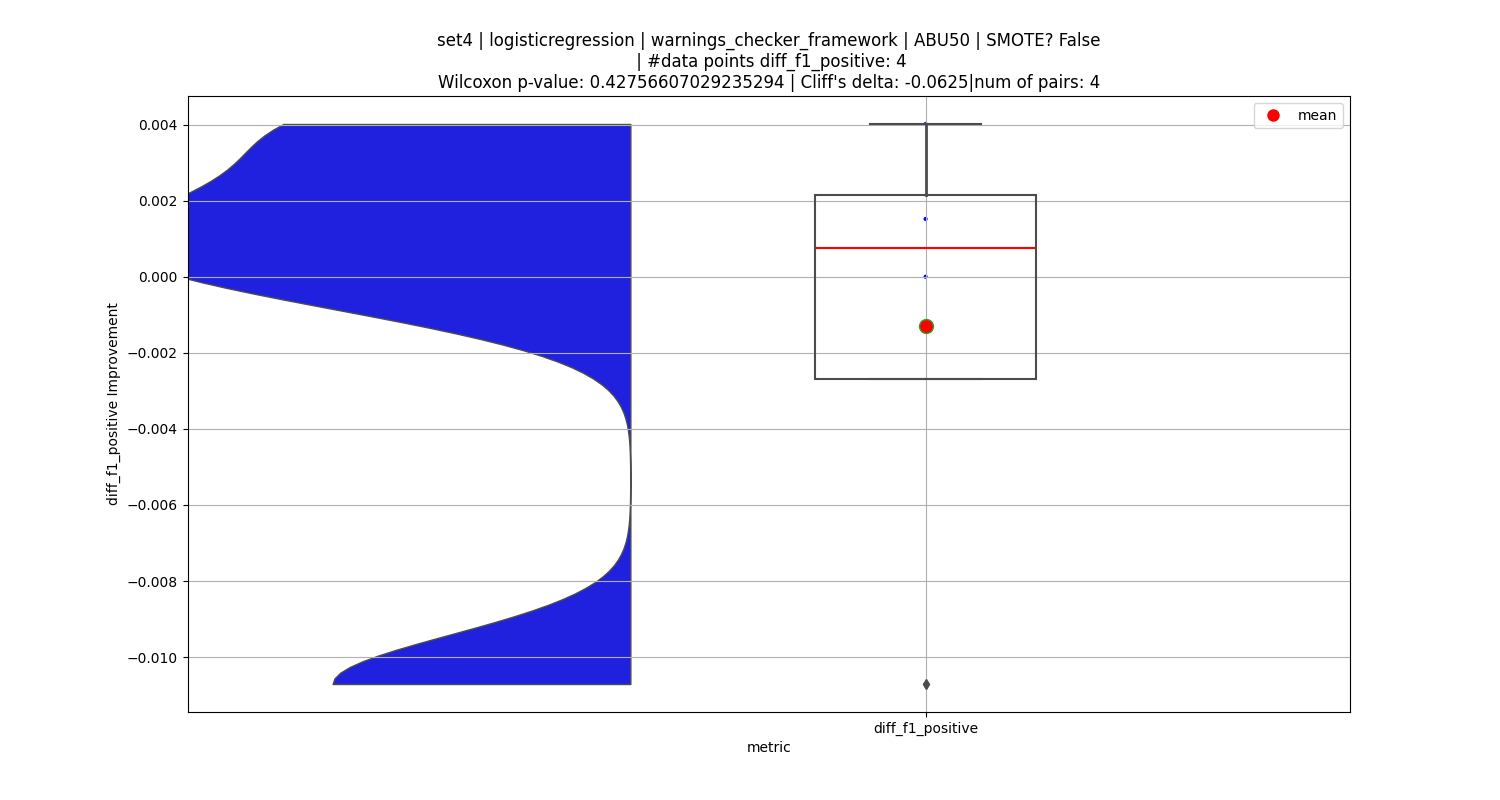 set4 | logisticregression | warnings_checker_framework | ABU50 | SMOTE? False
| #data points diff_f1_positive: 4
Wilcoxon p-value: 0.42756607029235294 | Cliff's delta: -0.0625|num of pairs: 4
mean
0.004
0.002
0.000
−0.002
−0.004
−0.006
−0.008
−0.010
diff_f1_positive Improvement
diff_f1_positive
metric